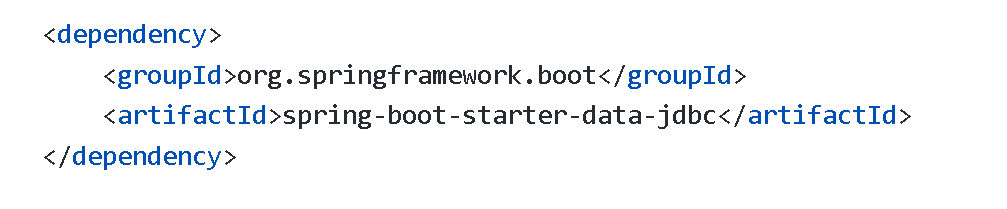 <dependency>
    <groupId>org.springframework.boot</groupId>
    <artifactId>spring-boot-starter-data-jdbc</artifactId>
</dependency>